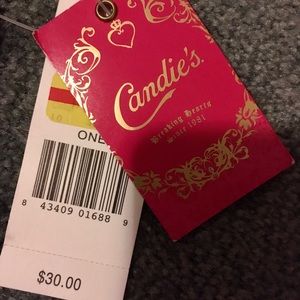 Candie's.
Breaking Hearts
since 1981
ONE
8 43409 01688 9
$30.00